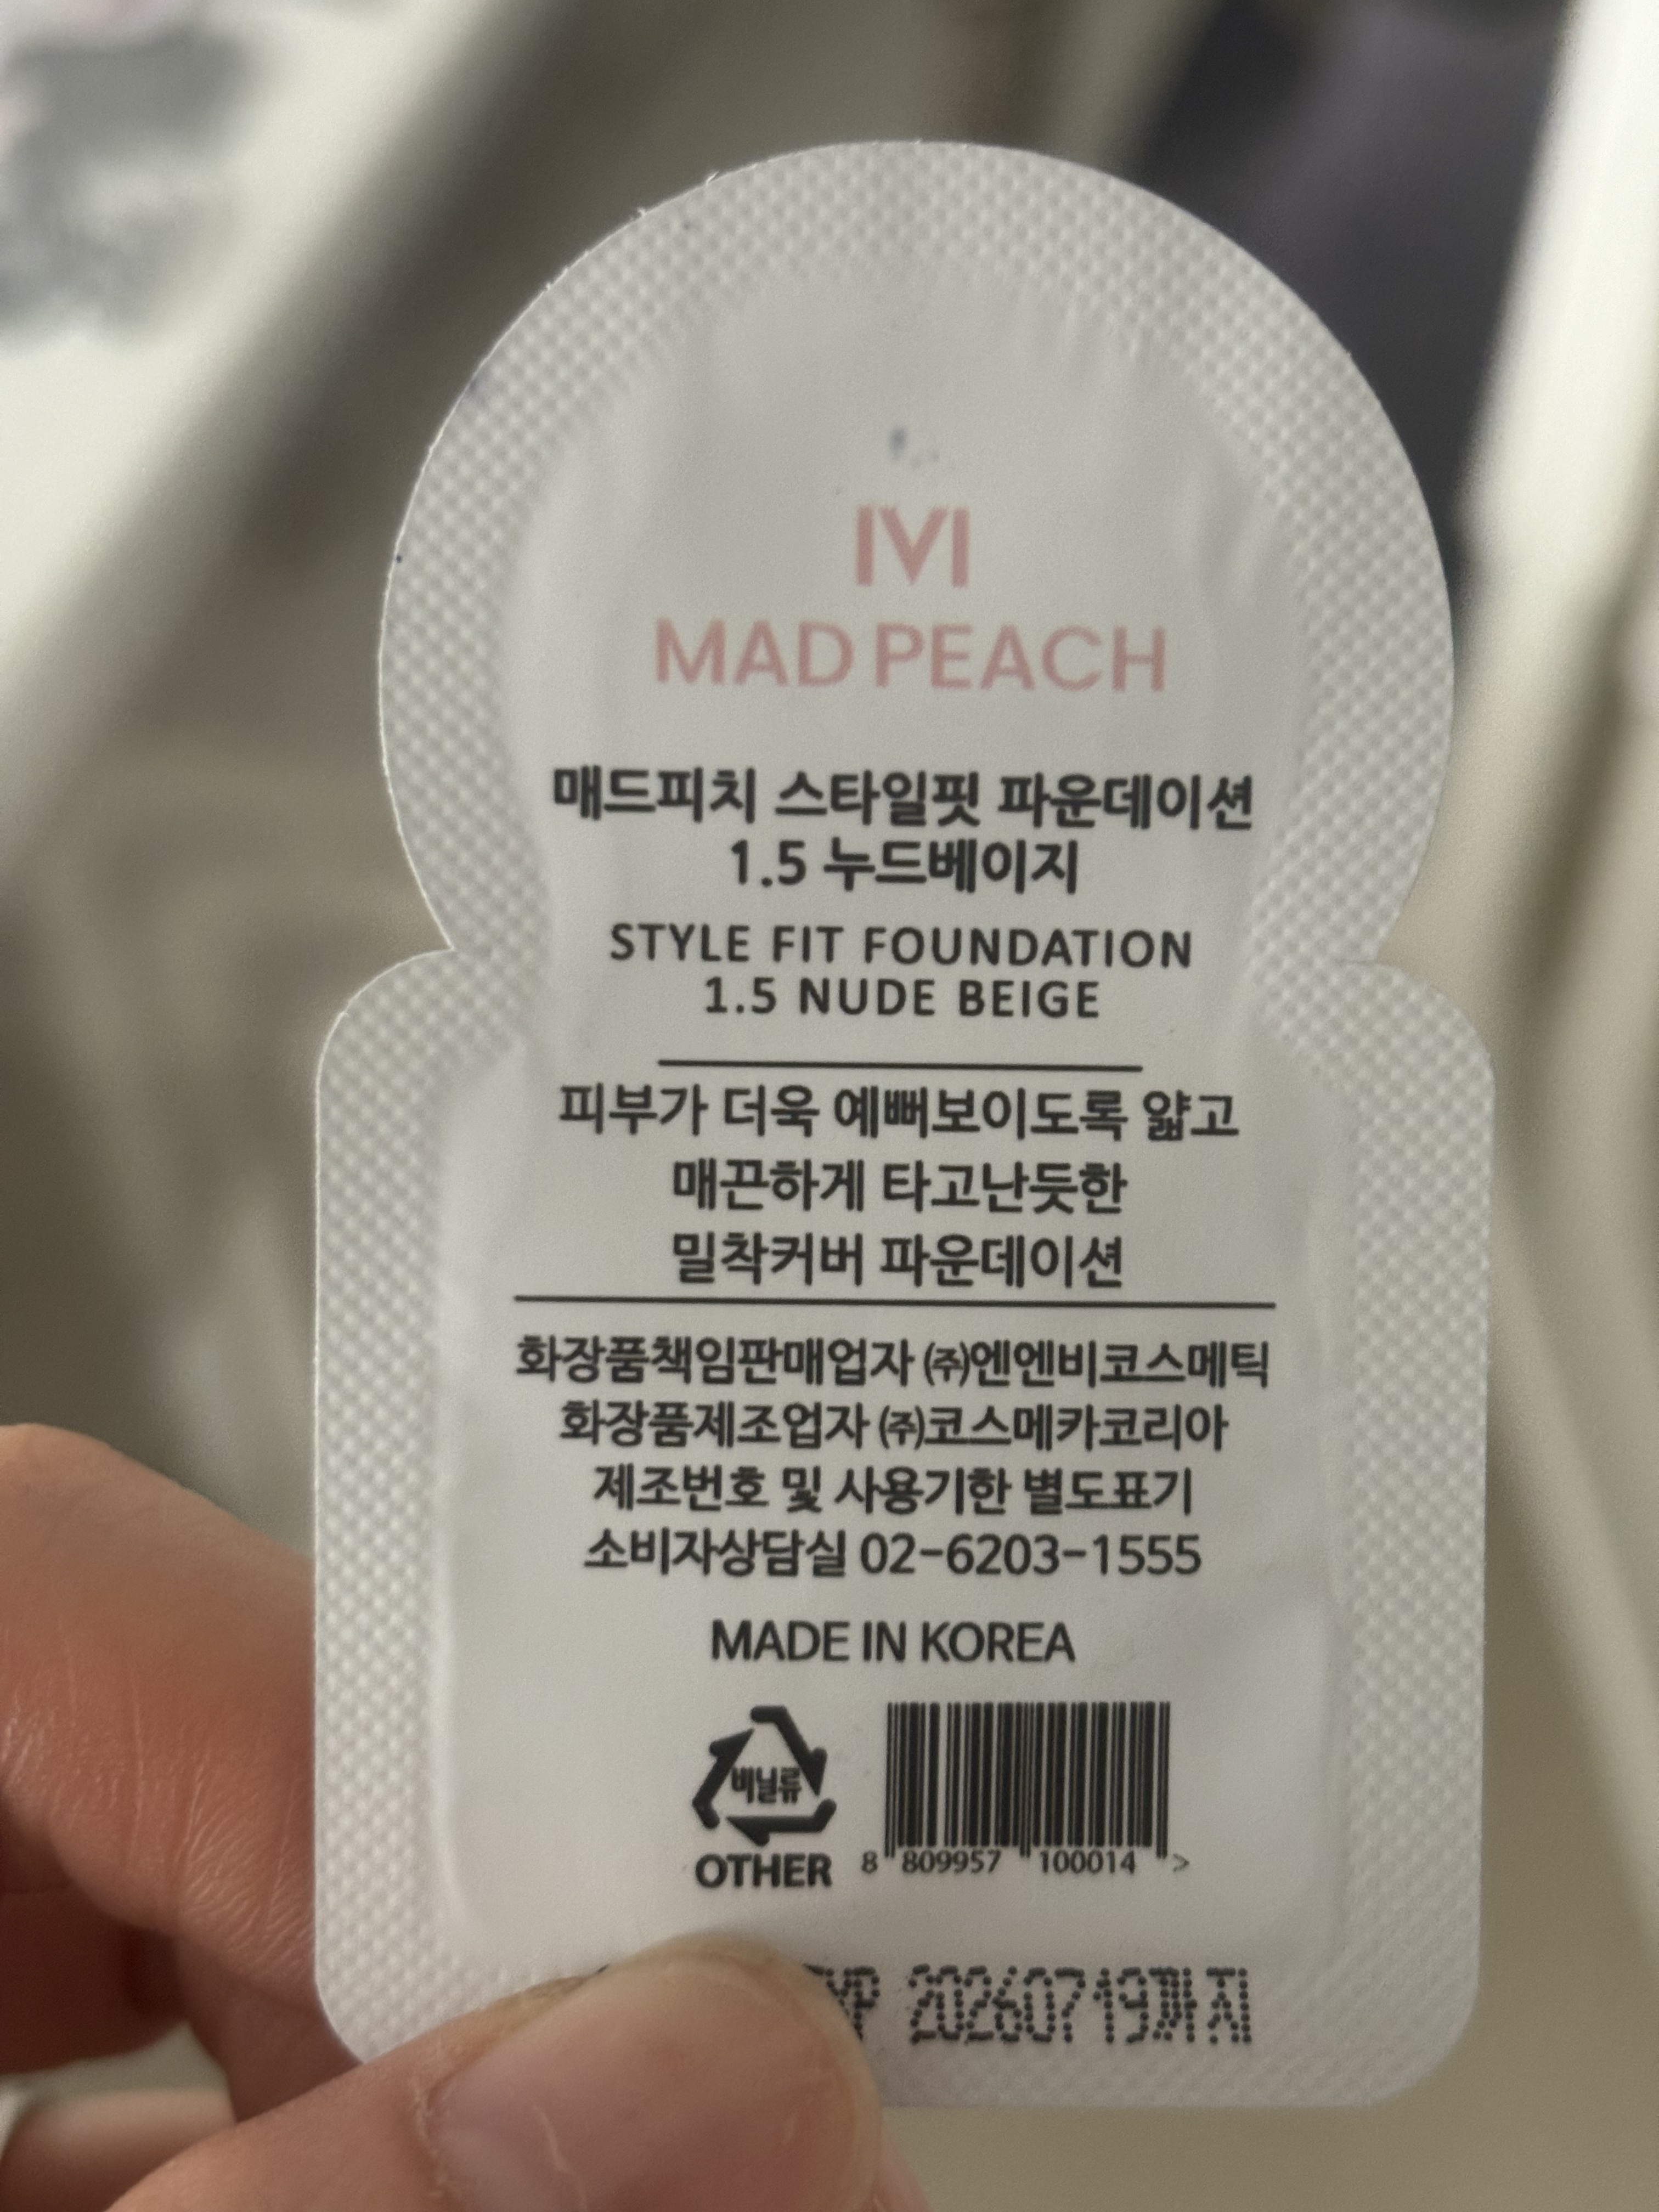 M
MAD PEACH
매드피치 스타일핏 파운데이션
1.5 누드베이지
STYLE FIT FOUNDATION
1.5 NUDE BEIGE
피부가 더욱 예뻐보이도록 얇고
매끈하게 타고난듯한
밀착커버 파운데이션
화장품책임판매업자 ㈜엔엔비코스메틱
화장품제조업자 ㈜코스메카코리아
제조번호 및 사용기한 별도표기
소비자상담실 02-6203-1555
MADE IN KOREA
비닐류
OTHER
8 809957 100014 >
EXP 20260719까지